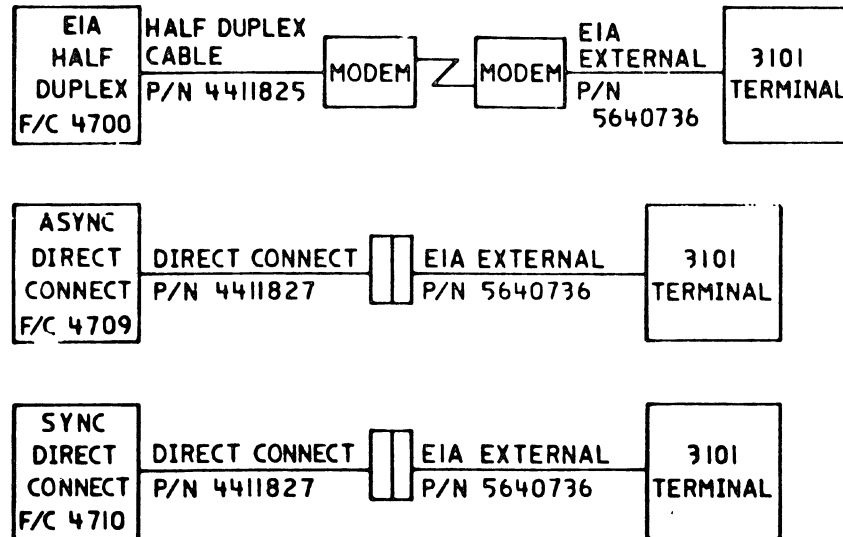 EIA
HALF
DUPLEX
F/C 4700
HALF DUPLEX
CABLE
P/N 4411825
MODEM
MODEM
EIA
EXTERNAL
P/N
5640736
3101
TERMINAL
ASYNC
DIRECT
CONNECT
F/C 4709
DIRECT CONNECT
P/N 4411827
EIA EXTERNAL
P/N 5640736
3101
TERMINAL
SYNC
DIRECT
CONNECT
F/C 4710
DIRECT CONNECT
P/N 4411827
EIA EXTERNAL
P/N 5640736
3101
TERMINAL